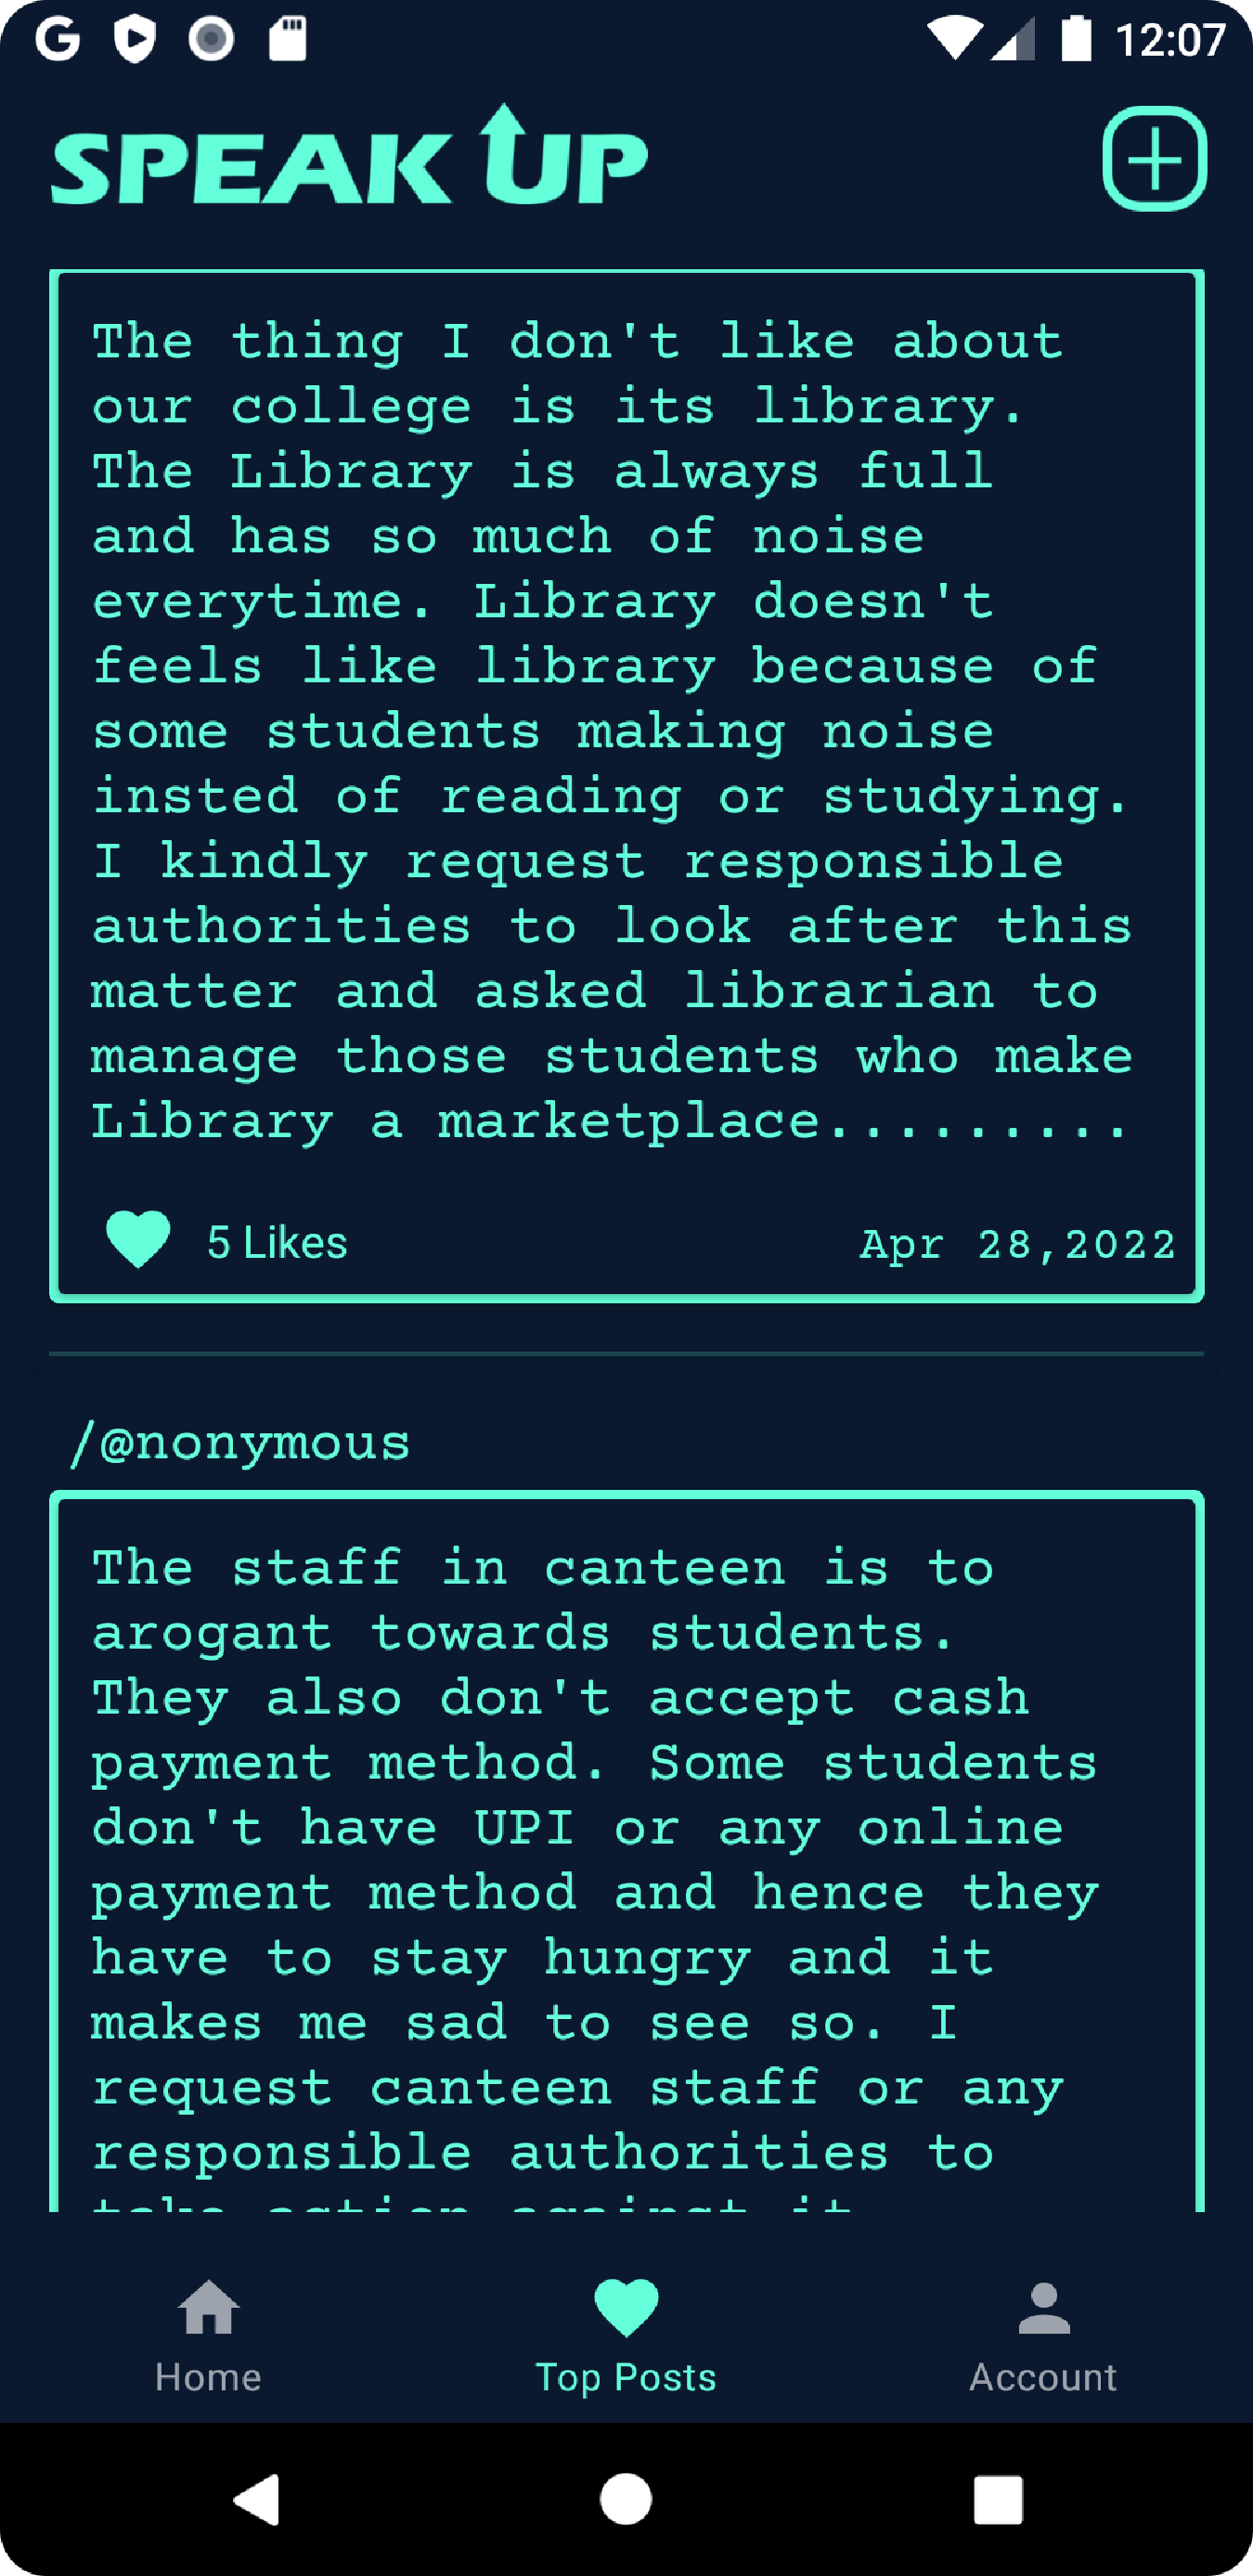 12:07
SPEAK UP
The thing I don't like about
our college is its library.
The Library is always full
and has so much of noise
everytime. Library doesn't
feels like library because of
some students making noise
insted of reading or studying.
I kindly request responsible
authorities to look after this
matter and asked librarian to
manage those students who make
Library a marketplace.........
5 Likes
Apr 28,2022
/@nonymous
The staff in canteen is to
arogant towards students.
They also don't accept cash
payment method. Some students
don't have UPI or any online
payment method and hence they
have to stay hungry and it
makes me sad to see so. I
request canteen staff or any
responsible authorities to
take action against it
Home
Top Posts
Account